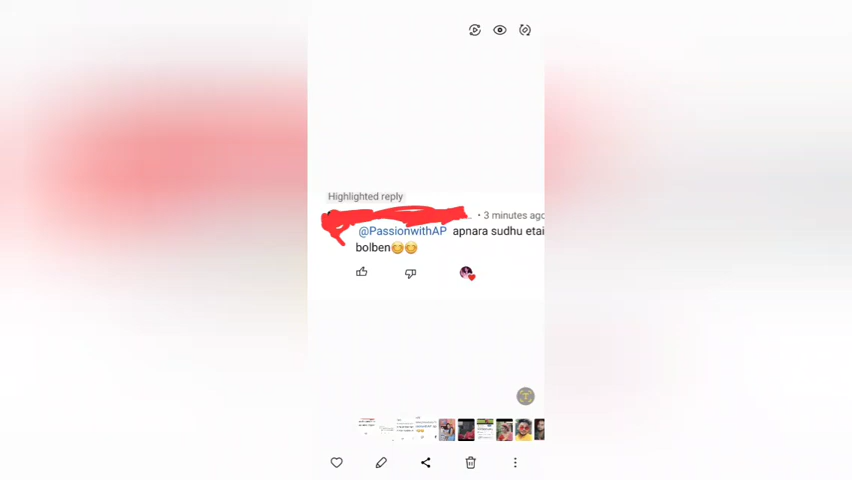 Highlighted reply
• 3 minutes ago
@PassionwithAP apnara sudhu etai
bolben😊😊